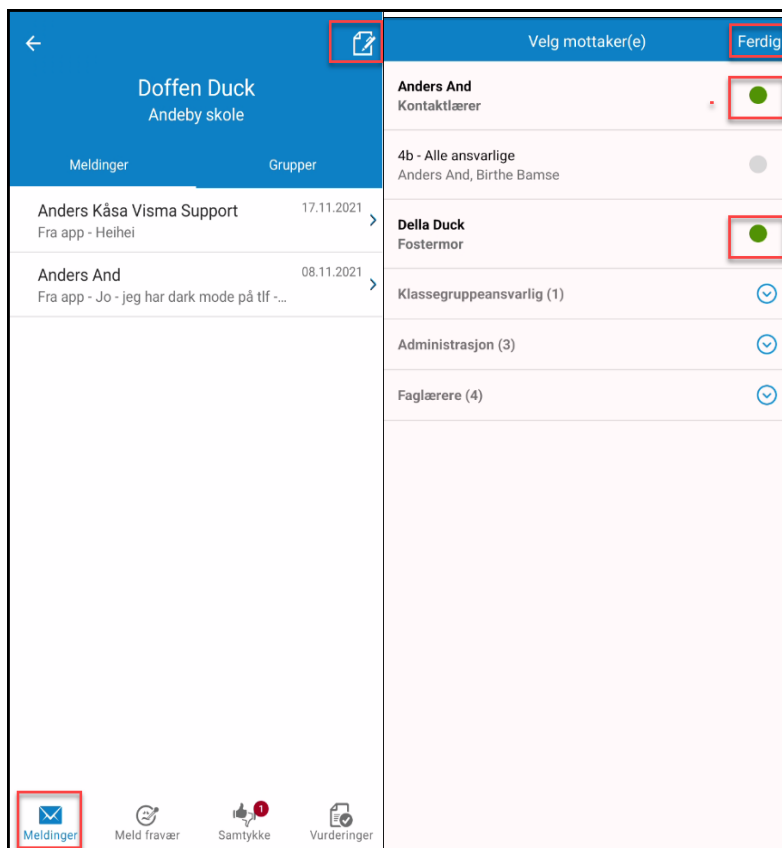 Doffen Duck
Andeby skole
Meldinger
Grupper
Anders Kåsa Visma Support
17.11.2021
Fra app - Heihei
Anders And
08.11.2021
Fra app - Jo - jeg har dark mode på tlf -...
Meldinger
Meld fravær
1
Samtykke
Vurderinger
Velg mottaker(e)
Ferdig
Anders And
Kontaktlærer
4b - Alle ansvarlige
Anders And, Birthe Bamse
Della Duck
Fostermor
Klassegruppeansvarlig (1)
Administrasjon (3)
Faglærere (4)